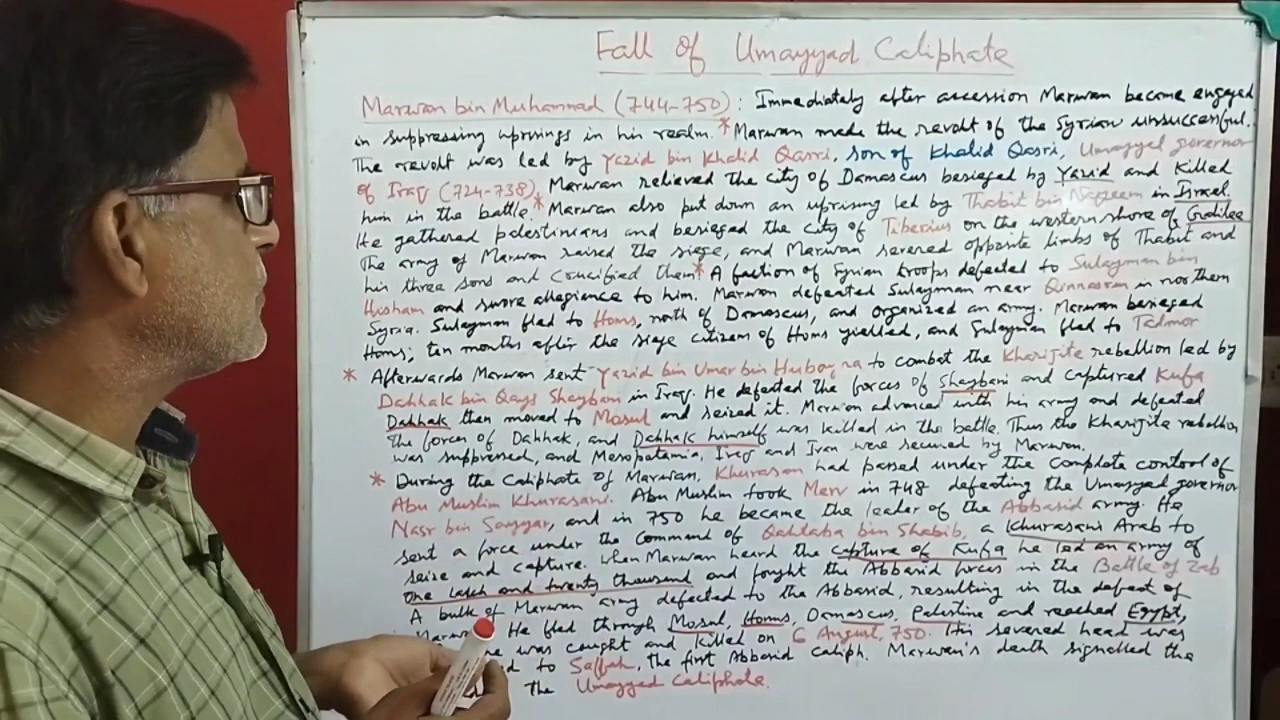 Fall of Umayyad Caliphate
Marwan bin Muhammad (744-750): Immediately after accession Marwan became engaged
in suppressing uprisings in his realm. * Marwan made the revolt of the Syrian unsuccessful.
The revolt was led by Yazid bin Khalid Qasri, son of Khalid Qasri, Umayyad governor
of Iraq (724-738). Marwan relieved the city of Damascus besieged by Yazid and killed
him in the battle. * Marwan also put down an uprising led by Thabit bin Nayeem in Israel.
He gathered palestinians and besieged the city of Tiberius on the western shore of Galilee
The army of Marwan raised the siege, and Marwan severed opposite limbs of Thabit and
his three sons and crucified them * A faction of Syrian troops defected to Sulayman bin
Hisham and swore allegiance to him. Marwan defeated Sulayman near Qinnasrin in northern
Syria. Sulayman fled to Homs, north of Damascus, and organized an army. Marwan besieged
Homs; ten months after the siege citizen of Homs yielded, and Sulayman fled to Tadmor
* Afterwards Marwan sent Yazid bin Umar bin Hubayra to combat the Kharijite rebellion led by
Dahhak bin Qays Shaybani in Iraq. He defeated the forces of Shaybani and captured Kufa
Dahhak then moved to Mosul and seized it. Marwan advanced with his army and defeated
the forces of Dahhak, and Dahhak himself was killed in the battle. Thus the Kharijite rebellion
was suppressed, and Mesopotamia, Iraq and Iran were secured by Marwan.
* During the Caliphate of Marwan, Khurasan had passed under the complete control of
Abu Muslim Khurasani. Abu Muslim took Merv in 748 defeating the Umayyad governor
Nasr bin Sayyar, and in 750 he became the leader of the Abbasid army. He
sent a force under the command of Qahtaba bin Shabib, a Khurasani Arab to
seize and capture. When Marwan heard the capture of Kufa he led an army of
one lakh and twenty thousand and fought the Abbasid forces in the Battle of Zab
A bulk of Marwan army defected to the Abbasid, resulting in the defeat of
He fled through Mosul, Homs, Damascus, Palestine and reached Egypt,
was caught and killed on 6 August, 750. His severed head was
to Saffah, the first Abbasid caliph. Marwan's death signalled the
the Umayyad Caliphate.